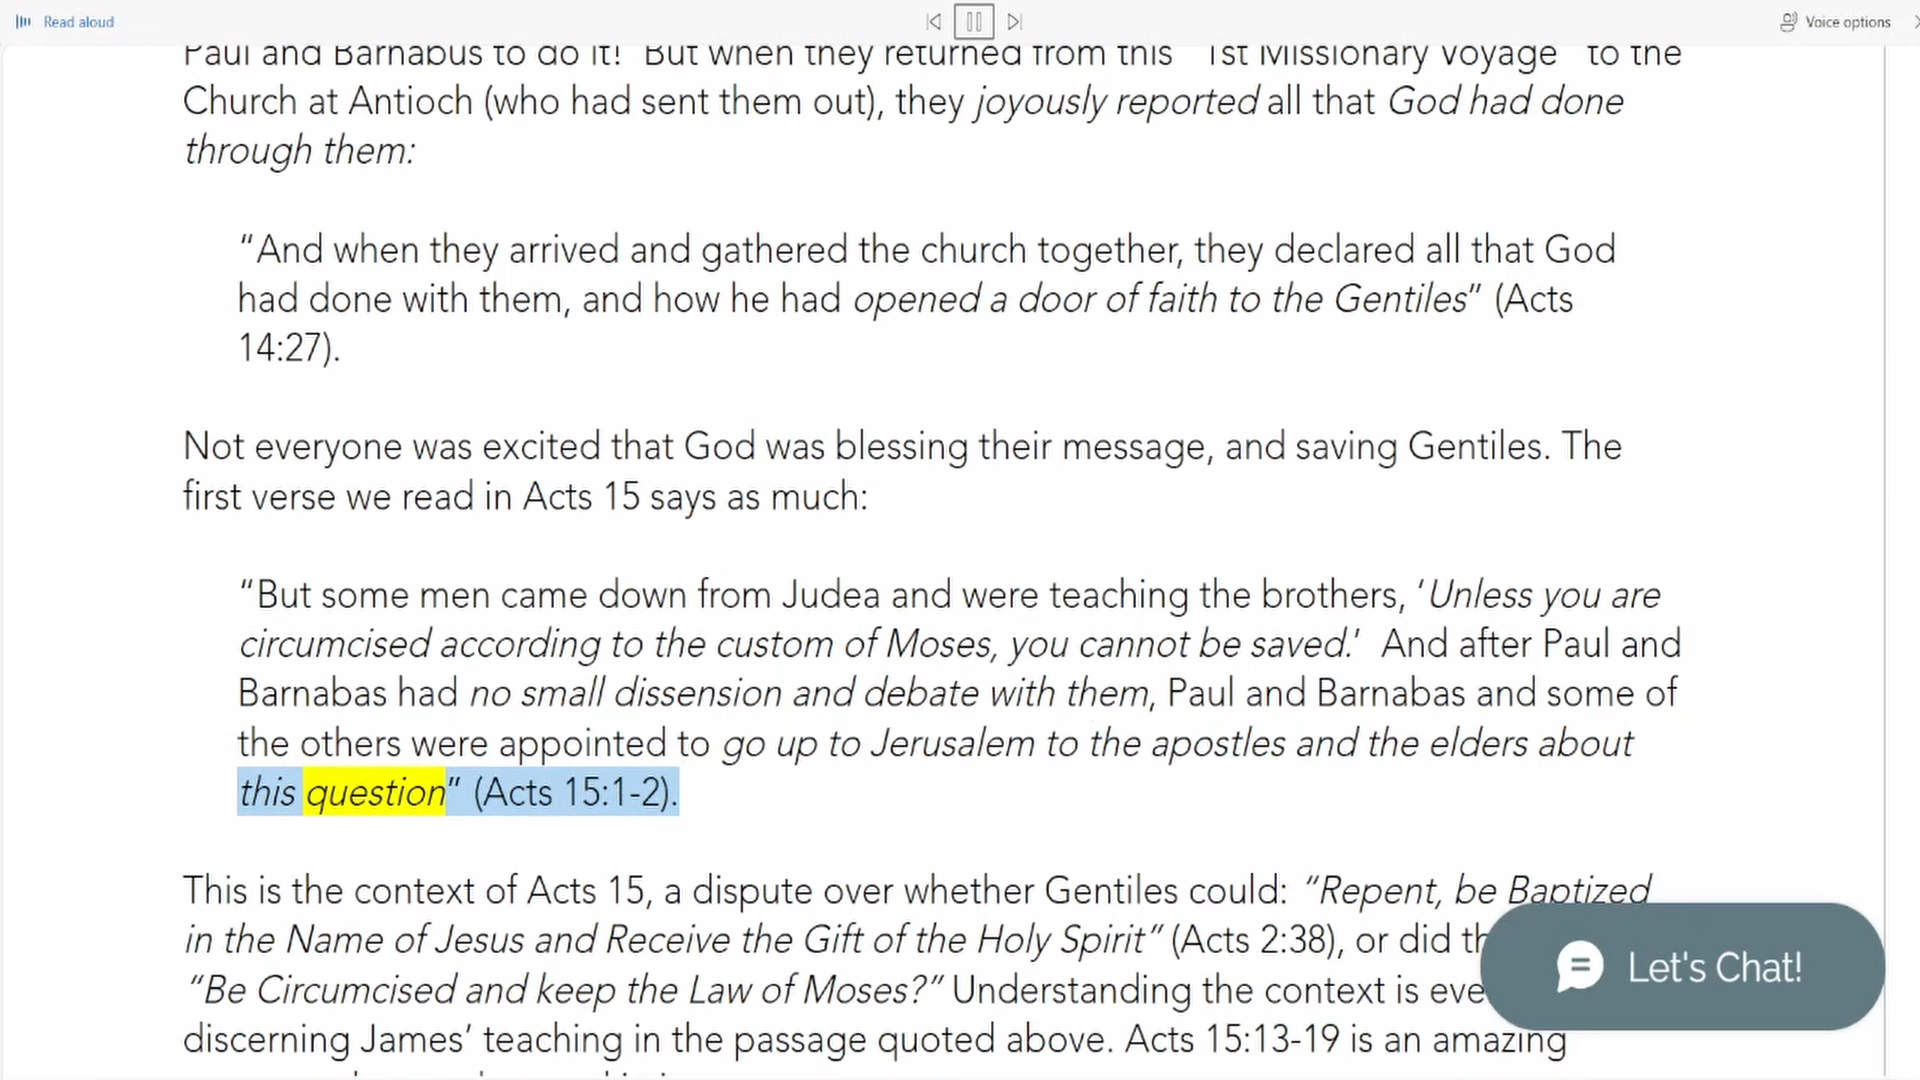 Read aloud
Voice options
Paul and Barnabus to do it! But when they returned from this "1st Missionary Voyage" to the
Church at Antioch (who had sent them out), they joyously reported all that God had done
through them:
"And when they arrived and gathered the church together, they declared all that God
had done with them, and how he had opened a door of faith to the Gentiles" (Acts
14:27).
Not everyone was excited that God was blessing their message, and saving Gentiles. The
first verse we read in Acts 15 says as much:
"But some men came down from Judea and were teaching the brothers, 'Unless you are
circumcised according to the custom of Moses, you cannot be saved.' And after Paul and
Barnabas had no small dissension and debate with them, Paul and Barnabas and some of
the others were appointed to go up to Jerusalem to the apostles and the elders about
this question" (Acts 15:1-2).
This is the context of Acts 15, a dispute over whether Gentiles could: "Repent, be Baptized
in the Name of Jesus and Receive the Gift of the Holy Spirit" (Acts 2:38), or did
"Be Circumcised and keep the Law of Moses?" Understanding the context is
discerning James' teaching in the passage quoted above. Acts 15:13-19 is an amazing
Let's Chat!